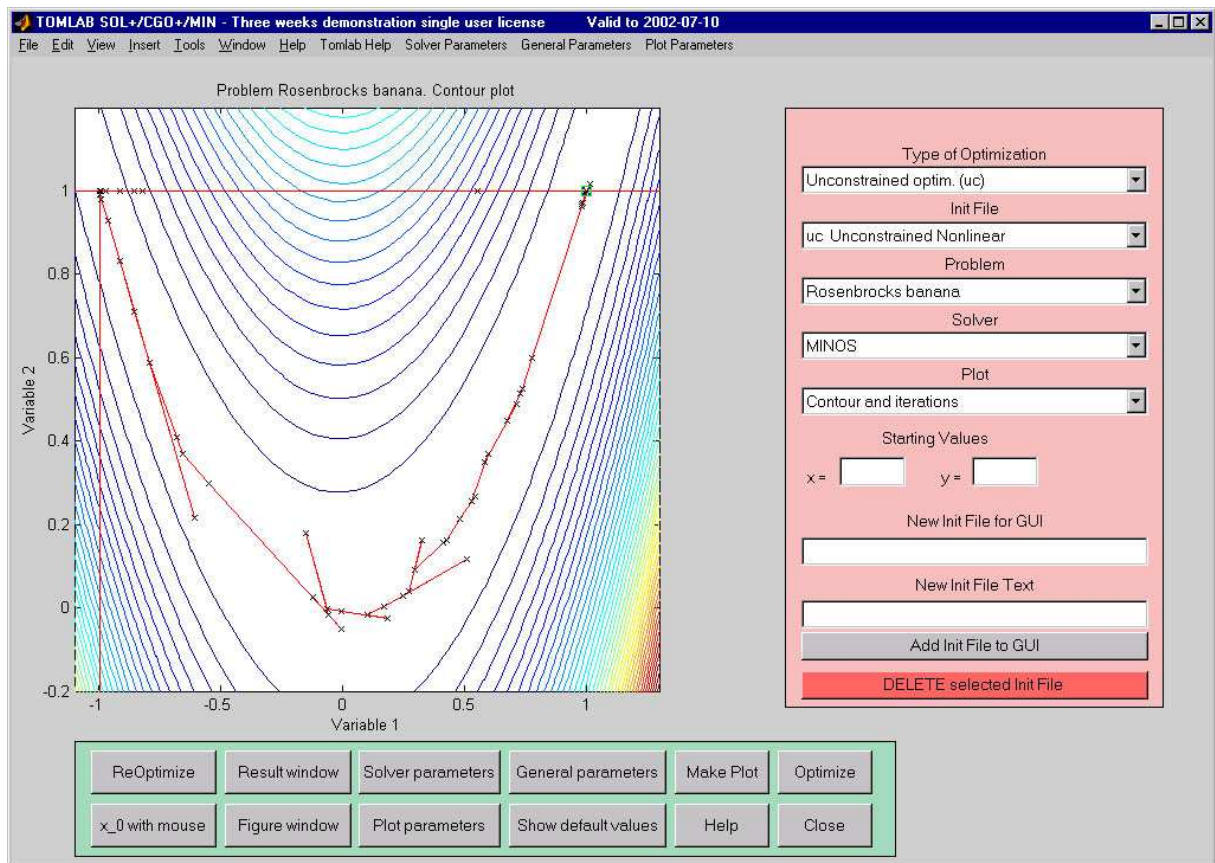 TOMLAB SOL+/CGO+/MIN - Three weeks demonstration single user license Valid to 2002-07-10
File Edit View Insert Tools Window Help Tomlab Help Solver Parameters General Parameters Plot Parameters
Problem Rosenbrocks banana. Contour plot
1
0.8
0.6
0.4
0.2
0
-0.2
Variable 2
-1 -0.5 0 0.5 1
Variable 1
Type of Optimization
Unconstrained optim. (uc)
Init File
uc Unconstrained Nonlinear
Problem
Rosenbrocks banana
Solver
MINOS
Plot
Contour and iterations
Starting Values
x = y =
New Init File for GUI
New Init File Text
Add Init File to GUI
DELETE selected Init File
ReOptimize Result window Solver parameters General parameters Make Plot Optimize
x_0 with mouse Figure window Plot parameters Show default values Help Close